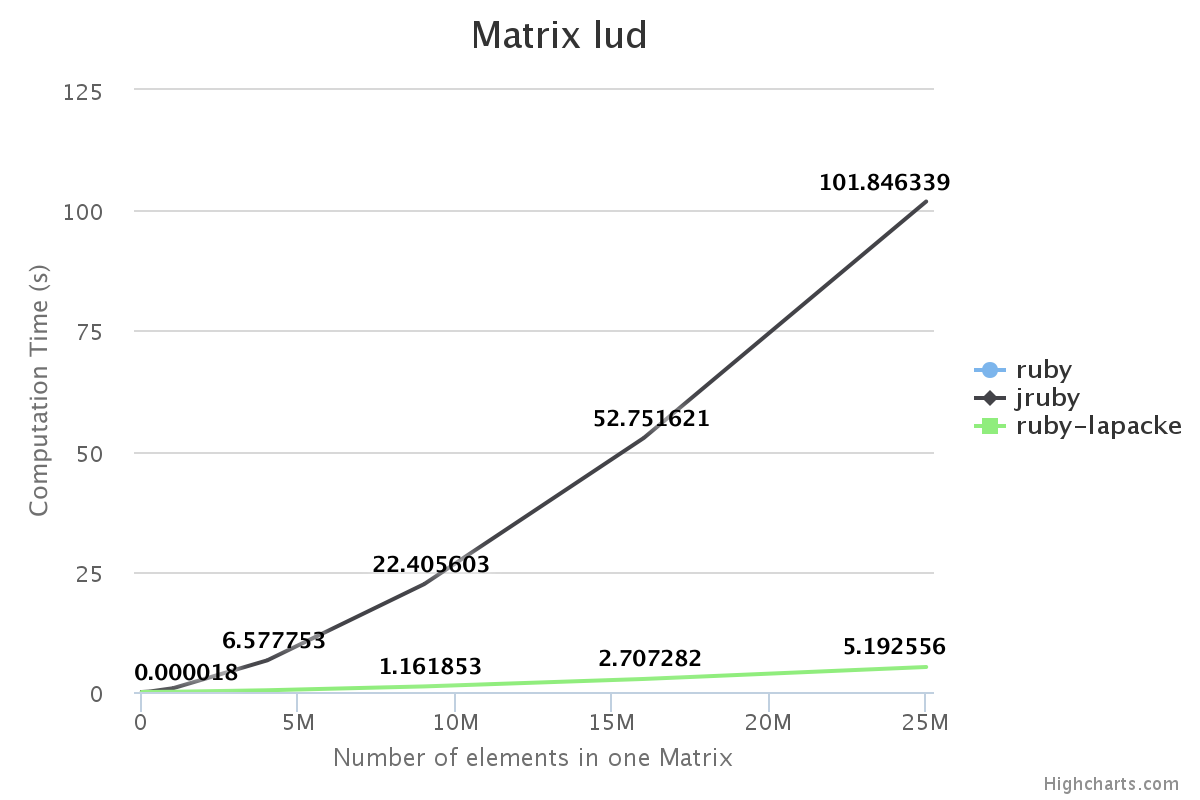 Matrix lud
125
100
75
50
25
0
Computation Time (s)
101.846339
52.751621
22.405603
6.577753
0.000018
1.161853
2.707282
5.192556
0
5M
10M
15M
20M
25M
Number of elements in one Matrix
ruby
jruby
ruby-lapacke
Highcharts.com